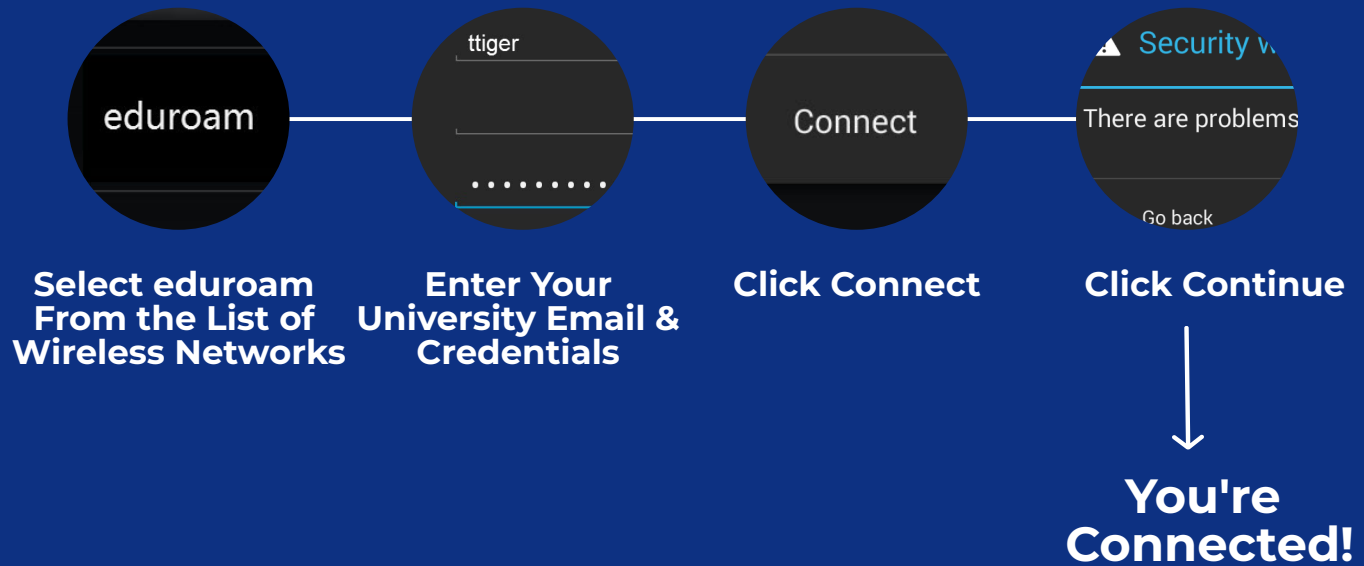 eduroam
ttiger
Connect
Security
There are problems
Go back
Select eduroam
From the List of
Wireless Networks
Enter Your
University Email &
Credentials
Click Connect
Click Continue
You're
Connected!